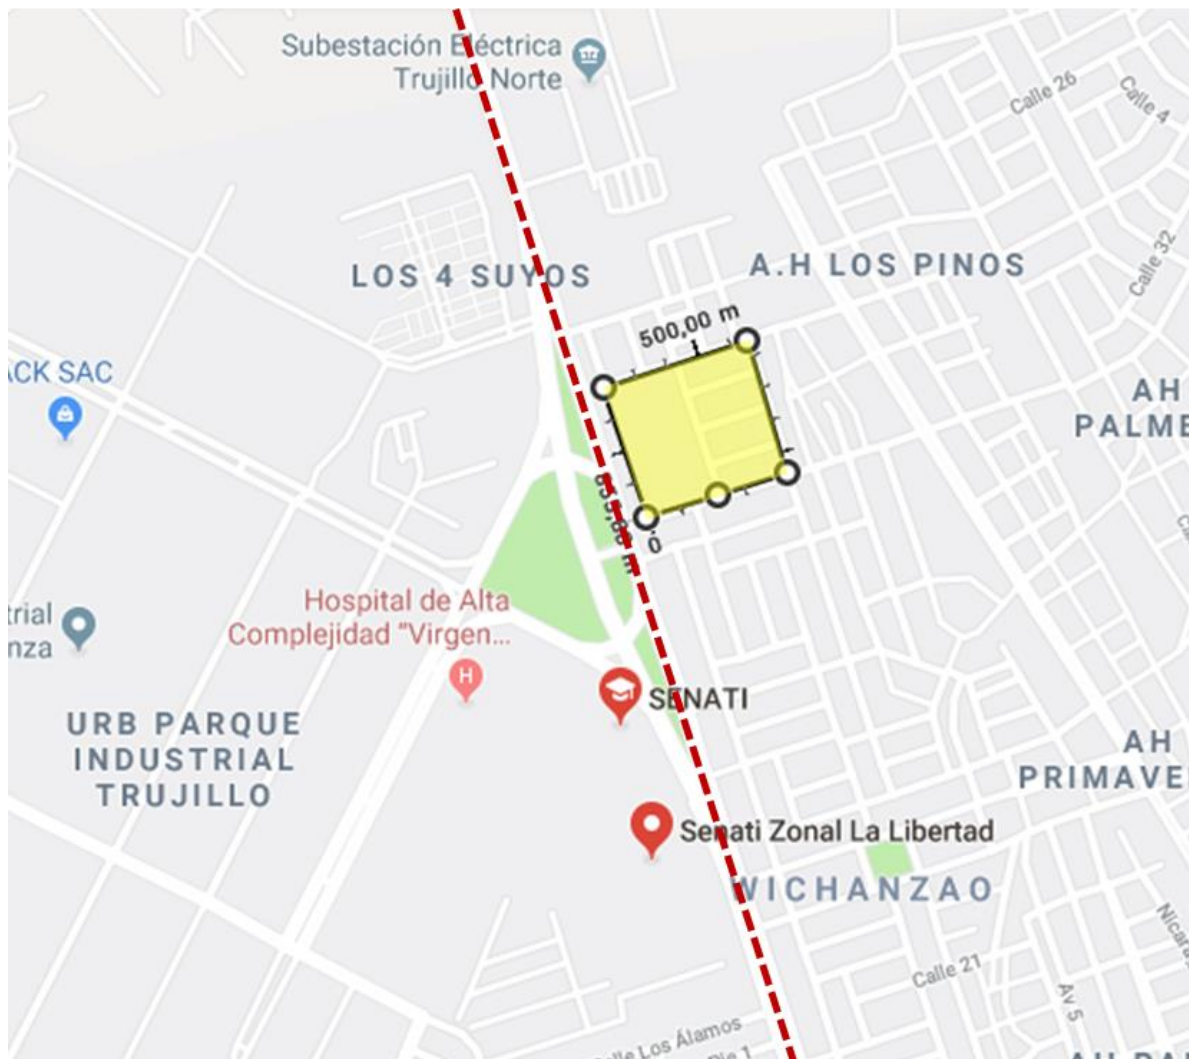 Subestación Eléctrica
Trujillo Norte
Calle 26
Calle 4
Calle 32
LOS 4 SUYOS
A.H LOS PINOS
500,00 m
ACK SAC
AH
PALME
0
Hospital de Alta
Complejidad "Virgen...
H
trial
nza
SENATI
URB PARQUE
INDUSTRIAL
TRUJILLO
AH
PRIMAVE
Senati Zonal La Libertad
WICHANZAO
Calle 21
Av 5
Calle Los Álamos